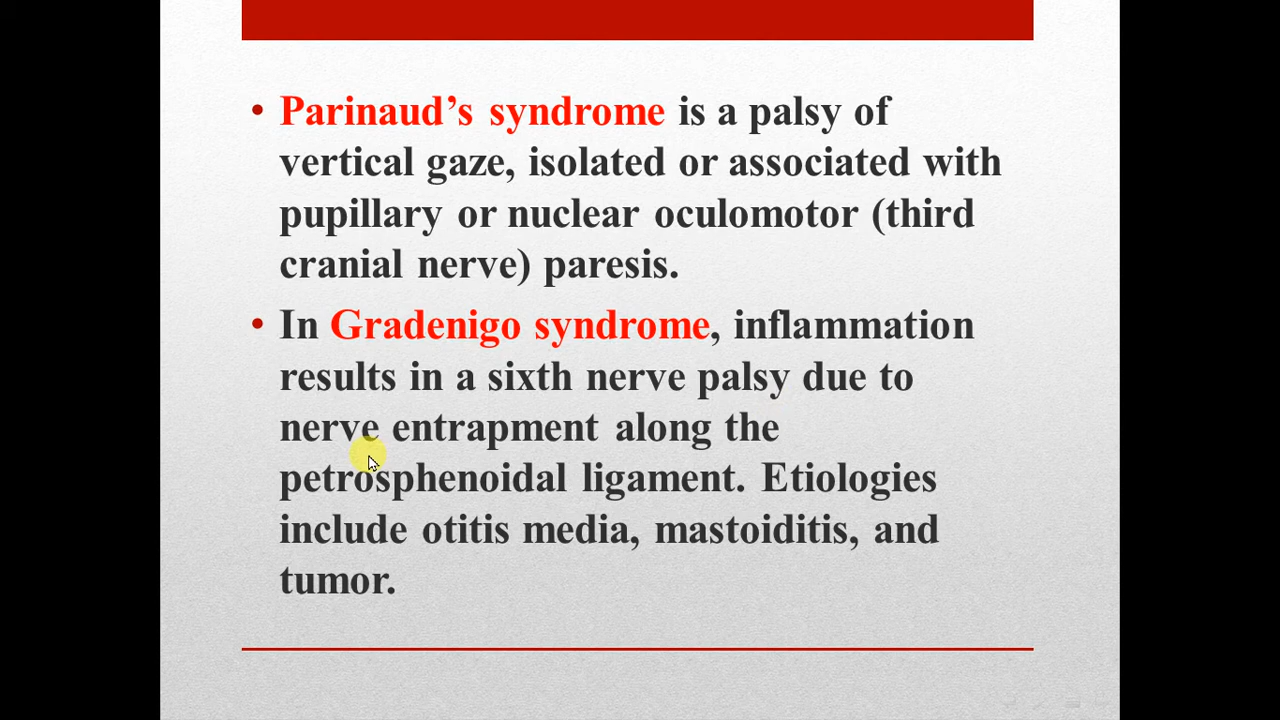 • Parinaud’s syndrome is a palsy of
vertical gaze, isolated or associated with
pupillary or nuclear oculomotor (third
cranial nerve) paresis.
• In Gradenigo syndrome, inflammation
results in a sixth nerve palsy due to
nerve entrapment along the
petrosphenoidal ligament. Etiologies
include otitis media, mastoiditis, and
tumor.